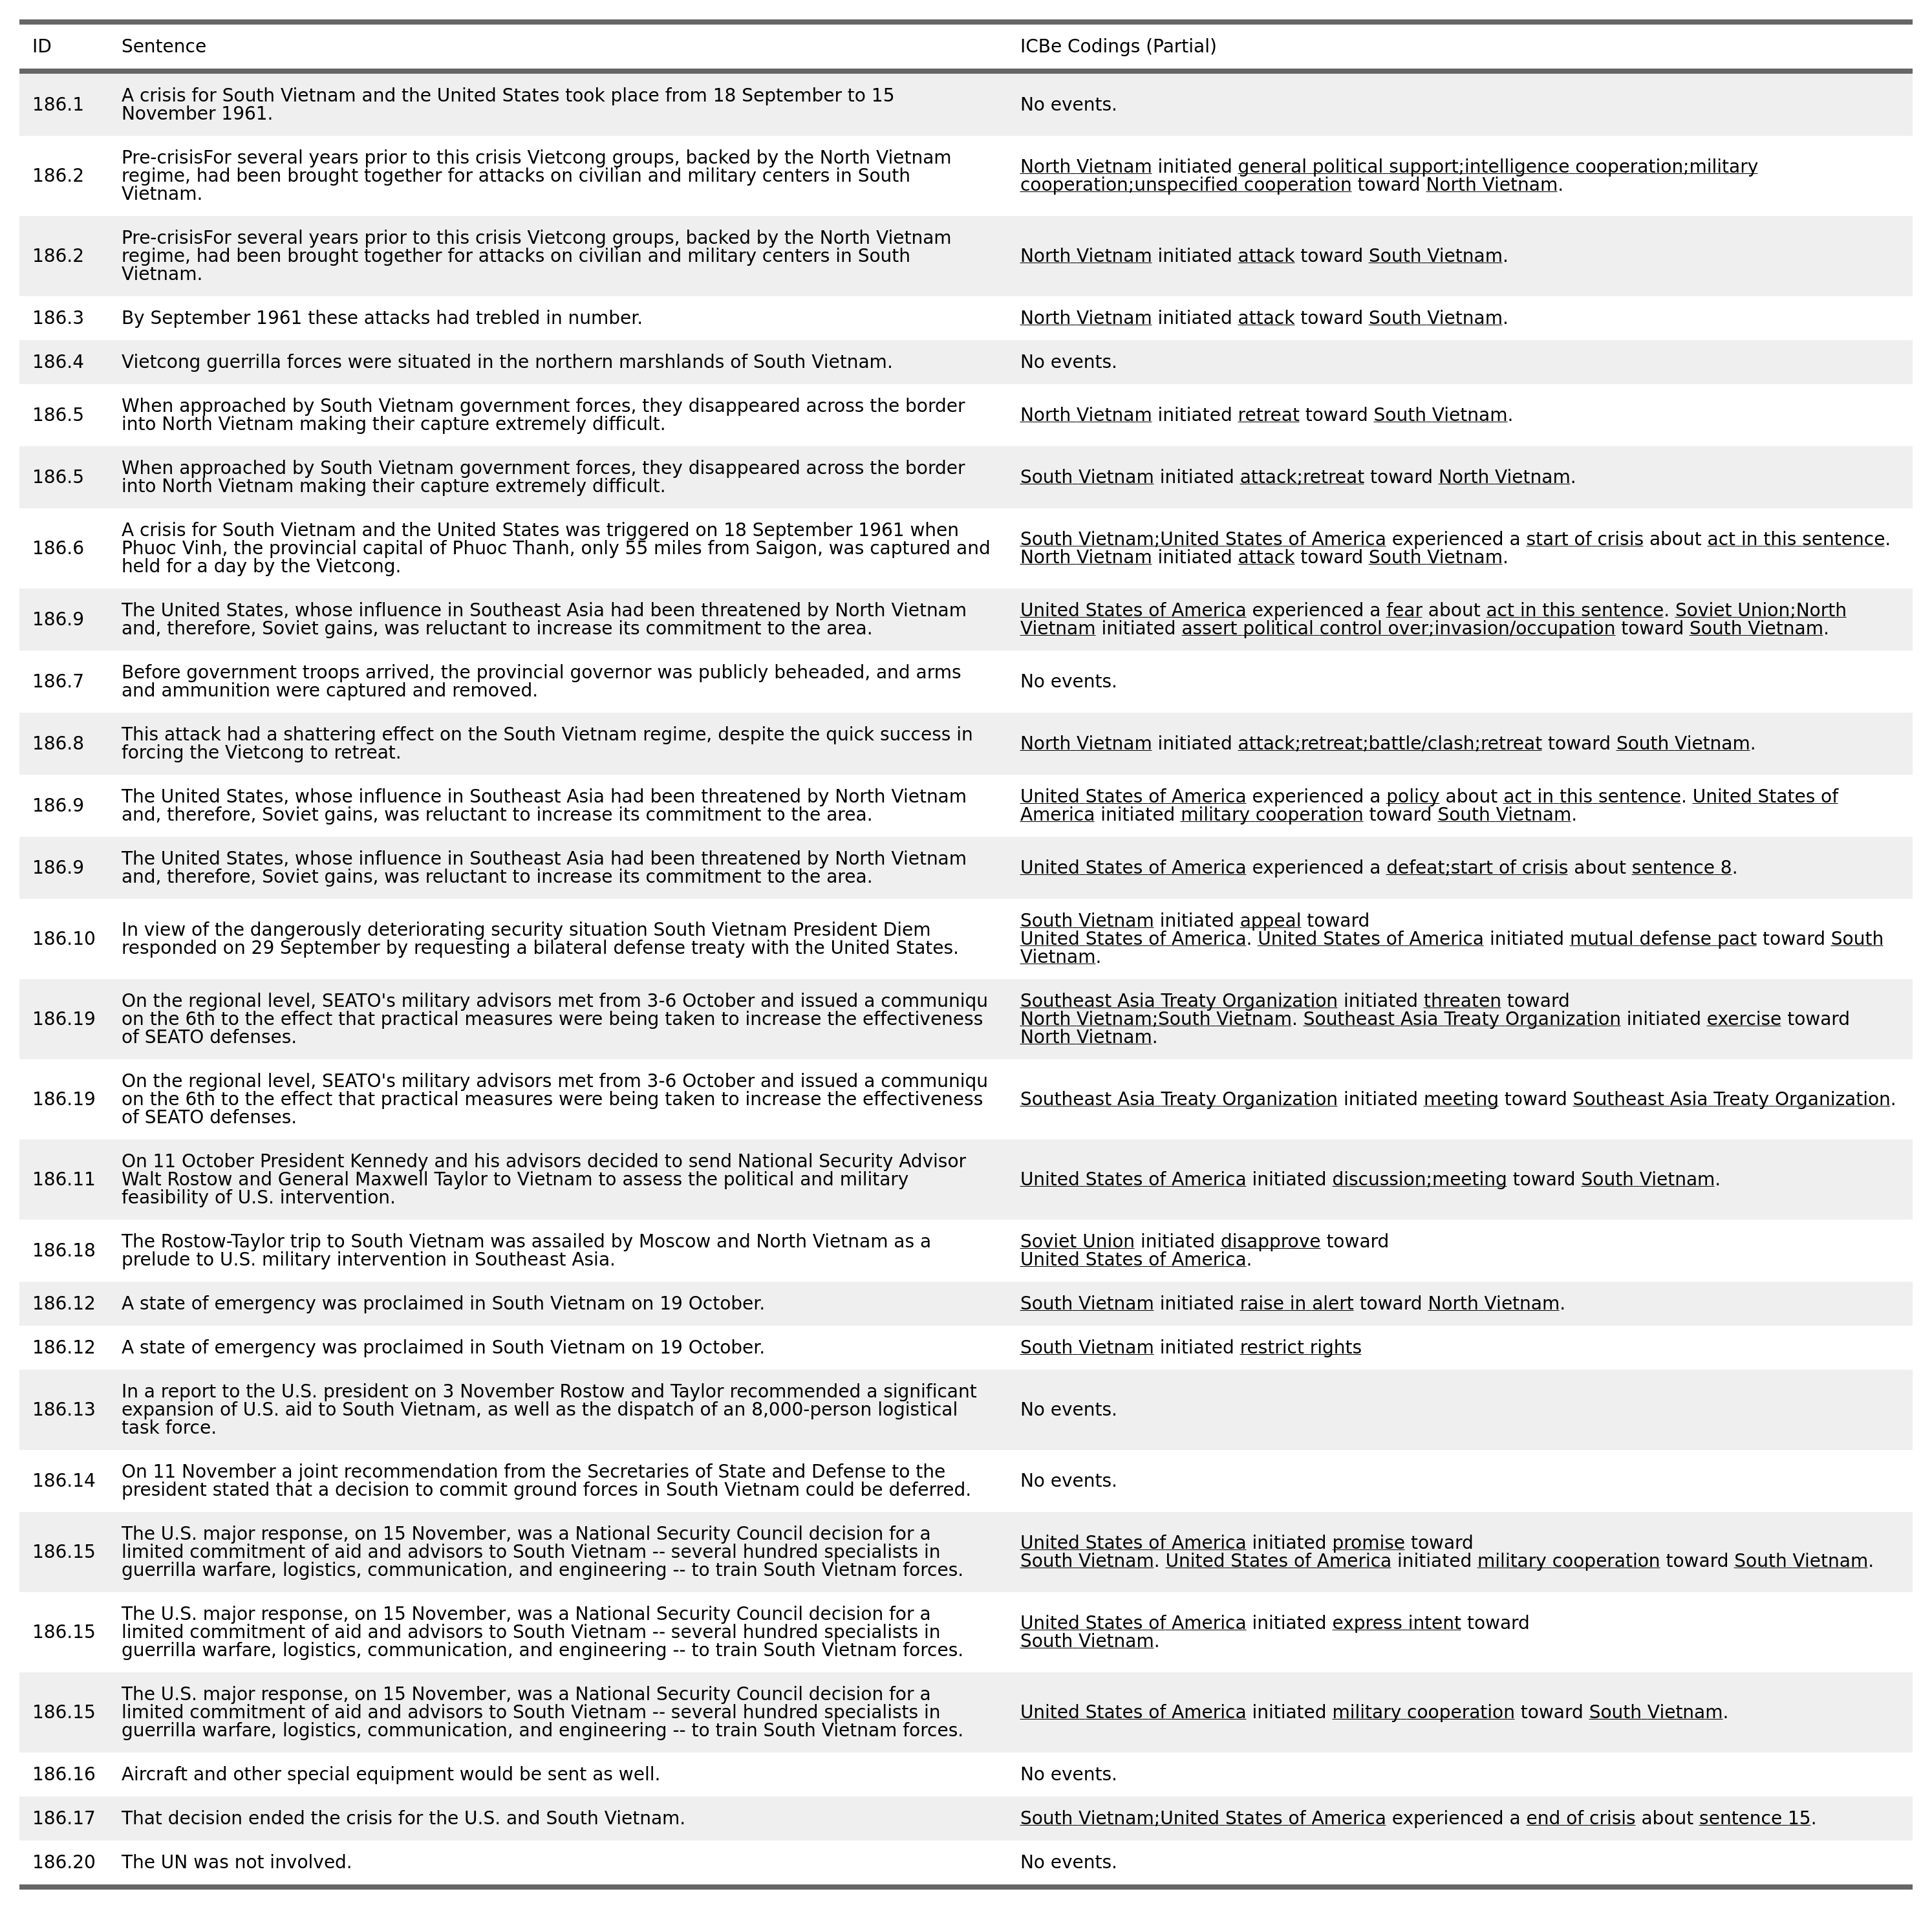 ID Sentence ICBe Codings (Partial)
186.1 A crisis for South Vietnam and the United States took place from 18 September to 15
November 1961.
No events.
186.2 Pre-crisisFor several years prior to this crisis Vietcong groups, backed by the North Vietnam
regime, had been brought together for attacks on civilian and military centers in South
Vietnam.
North Vietnam initiated general political support;intelligence cooperation;military
cooperation;unspecified cooperation toward North Vietnam.
186.2 Pre-crisisFor several years prior to this crisis Vietcong groups, backed by the North Vietnam
regime, had been brought together for attacks on civilian and military centers in South
Vietnam.
North Vietnam initiated attack toward South Vietnam.
186.3 By September 1961 these attacks had trebled in number.
North Vietnam initiated attack toward South Vietnam.
186.4 Vietcong guerrilla forces were situated in the northern marshlands of South Vietnam.
No events.
186.5 When approached by South Vietnam government forces, they disappeared across the border
into North Vietnam making their capture extremely difficult.
North Vietnam initiated retreat toward South Vietnam.
186.5 When approached by South Vietnam government forces, they disappeared across the border
into North Vietnam making their capture extremely difficult.
South Vietnam initiated attack;retreat toward North Vietnam.
186.6 A crisis for South Vietnam and the United States was triggered on 18 September 1961 when
Phuoc Vinh, the provincial capital of Phuoc Thanh, only 55 miles from Saigon, was captured and
held for a day by the Vietcong.
South Vietnam;United States of America experienced a start of crisis about act in this sentence.
North Vietnam initiated attack toward South Vietnam.
186.9 The United States, whose influence in Southeast Asia had been threatened by North Vietnam
and, therefore, Soviet gains, was reluctant to increase its commitment to the area.
United States of America experienced a fear about act in this sentence. Soviet Union;North
Vietnam initiated assert political control over;invasion/occupation toward South Vietnam.
186.7 Before government troops arrived, the provincial governor was publicly beheaded, and arms
and ammunition were captured and removed.
No events.
186.8 This attack had a shattering effect on the South Vietnam regime, despite the quick success in
forcing the Vietcong to retreat.
North Vietnam initiated attack;retreat;battle/clash;retreat toward South Vietnam.
186.9 The United States, whose influence in Southeast Asia had been threatened by North Vietnam
and, therefore, Soviet gains, was reluctant to increase its commitment to the area.
United States of America experienced a policy about act in this sentence. United States of
America initiated military cooperation toward South Vietnam.
186.9 The United States, whose influence in Southeast Asia had been threatened by North Vietnam
and, therefore, Soviet gains, was reluctant to increase its commitment to the area.
United States of America experienced a defeat;start of crisis about sentence 8.
186.10 In view of the dangerously deteriorating security situation South Vietnam President Diem
responded on 29 September by requesting a bilateral defense treaty with the United States.
South Vietnam initiated appeal toward
United States of America. United States of America initiated mutual defense pact toward South
Vietnam.
186.19 On the regional level, SEATO's military advisors met from 3-6 October and issued a communiqu
on the 6th to the effect that practical measures were being taken to increase the effectiveness
of SEATO defenses.
Southeast Asia Treaty Organization initiated threaten toward
North Vietnam;South Vietnam. Southeast Asia Treaty Organization initiated exercise toward
North Vietnam.
186.19 On the regional level, SEATO's military advisors met from 3-6 October and issued a communiqu
on the 6th to the effect that practical measures were being taken to increase the effectiveness
of SEATO defenses.
Southeast Asia Treaty Organization initiated meeting toward Southeast Asia Treaty Organization.
186.11 On 11 October President Kennedy and his advisors decided to send National Security Advisor
Walt Rostow and General Maxwell Taylor to Vietnam to assess the political and military
feasibility of U.S. intervention.
United States of America initiated discussion;meeting toward South Vietnam.
186.18 The Rostow-Taylor trip to South Vietnam was assailed by Moscow and North Vietnam as a
prelude to U.S. military intervention in Southeast Asia.
Soviet Union initiated disapprove toward
United States of America.
186.12 A state of emergency was proclaimed in South Vietnam on 19 October.
South Vietnam initiated raise in alert toward North Vietnam.
186.12 A state of emergency was proclaimed in South Vietnam on 19 October.
South Vietnam initiated restrict rights
186.13 In a report to the U.S. president on 3 November Rostow and Taylor recommended a significant
expansion of U.S. aid to South Vietnam, as well as the dispatch of an 8,000-person logistical
task force.
No events.
186.14 On 11 November a joint recommendation from the Secretaries of State and Defense to the
president stated that a decision to commit ground forces in South Vietnam could be deferred.
No events.
186.15 The U.S. major response, on 15 November, was a National Security Council decision for a
limited commitment of aid and advisors to South Vietnam -- several hundred specialists in
guerrilla warfare, logistics, communication, and engineering -- to train South Vietnam forces.
United States of America initiated promise toward
South Vietnam. United States of America initiated military cooperation toward South Vietnam.
186.15 The U.S. major response, on 15 November, was a National Security Council decision for a
limited commitment of aid and advisors to South Vietnam -- several hundred specialists in
guerrilla warfare, logistics, communication, and engineering -- to train South Vietnam forces.
United States of America initiated express intent toward
South Vietnam.
186.15 The U.S. major response, on 15 November, was a National Security Council decision for a
limited commitment of aid and advisors to South Vietnam -- several hundred specialists in
guerrilla warfare, logistics, communication, and engineering -- to train South Vietnam forces.
United States of America initiated military cooperation toward South Vietnam.
186.16 Aircraft and other special equipment would be sent as well.
No events.
186.17 That decision ended the crisis for the U.S. and South Vietnam.
South Vietnam;United States of America experienced a end of crisis about sentence 15.
186.20 The UN was not involved.
No events.